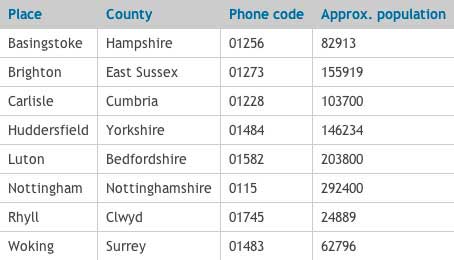 Place County Phone code Approx. population
Basingstoke Hampshire 01256 82913
Brighton East Sussex 01273 155919
Carlisle Cumbria 01228 103700
Huddersfield Yorkshire 01484 146234
Luton Bedfordshire 01582 203800
Nottingham Nottinghamshire 0115 292400
Rhyll Clwyd 01745 24889
Woking Surrey 01483 62796